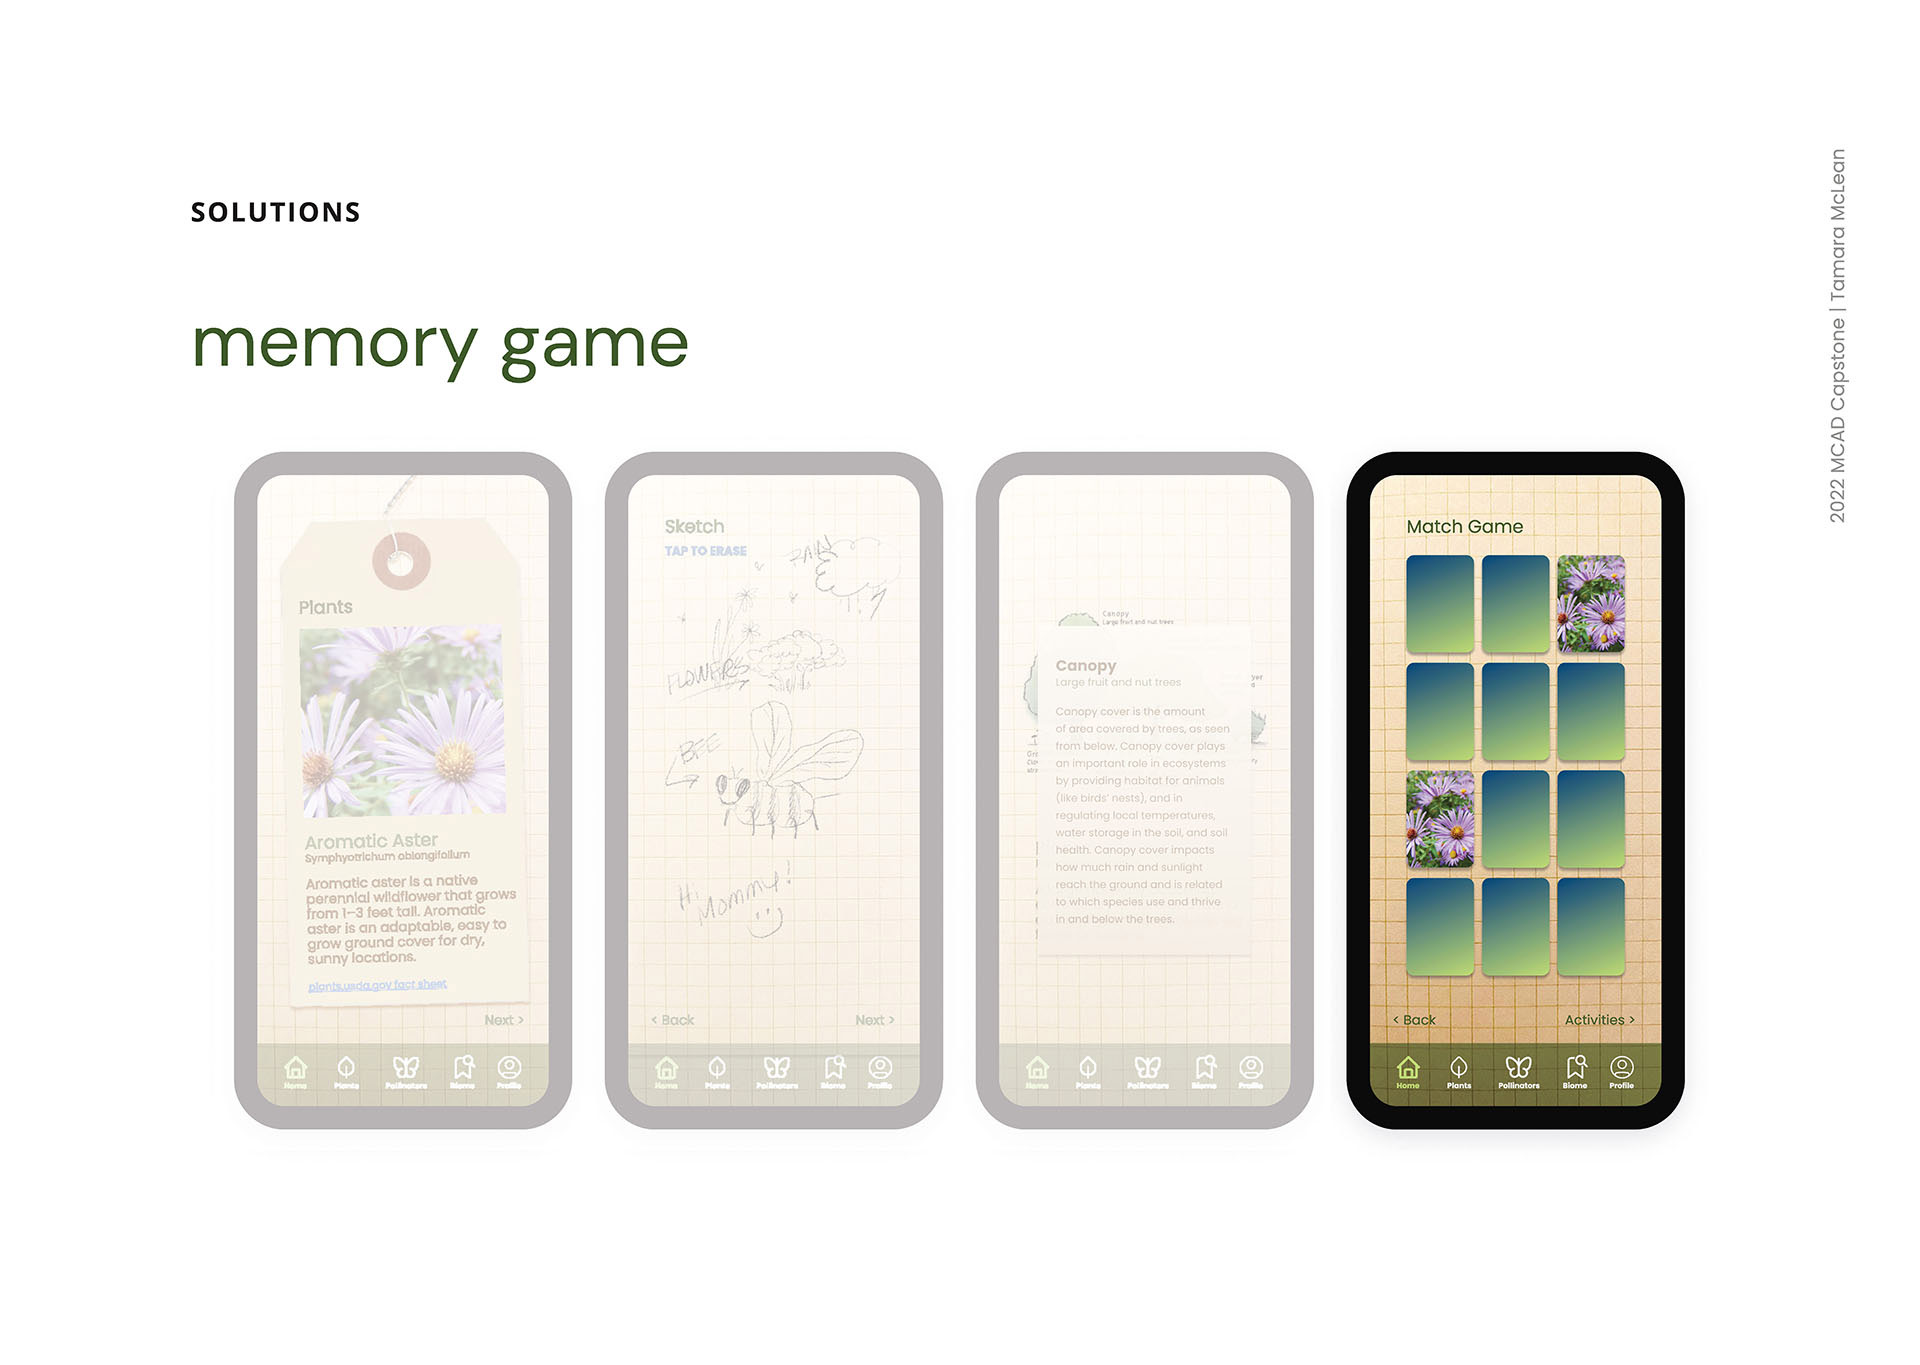 SOLUTIONS
memory game
2022 MCAD Capstone | Tamara McLean
Plants
Aromatic Aster
Symphyotrichum oblongifolium
Aromatic aster is a native
perennial wildflower that grows
from 1–3 feet tall. Aromatic
aster is an adaptable, easy to
grow ground cover for dry,
sunny locations.
plants.usda.gov fact sheet
Next >
Home
Plants
Pollinators
Biome
Profile
Sketch
TAP TO ERASE
RAIN
FLOWERS
BEE
Hi
Mommy!
< Back
Next >
Home
Plants
Pollinators
Biome
Profile
Canopy
Large fruit and nut trees
Canopy
Large fruit and nut trees
Canopy cover is the amount
of area covered by trees, as seen
from below. Canopy cover plays
an important role in ecosystems
by providing habitat for animals
(like birds' nests), and in
regulating local temperatures,
water storage in the soil, and soil
health. Canopy cover impacts
how much rain and sunlight
reach the ground and is related
to which species use and thrive
in and below the trees.
Home
Plants
Pollinators
Biome
Profile
Match Game
< Back
Activities >
Home
Plants
Pollinators
Biome
Profile